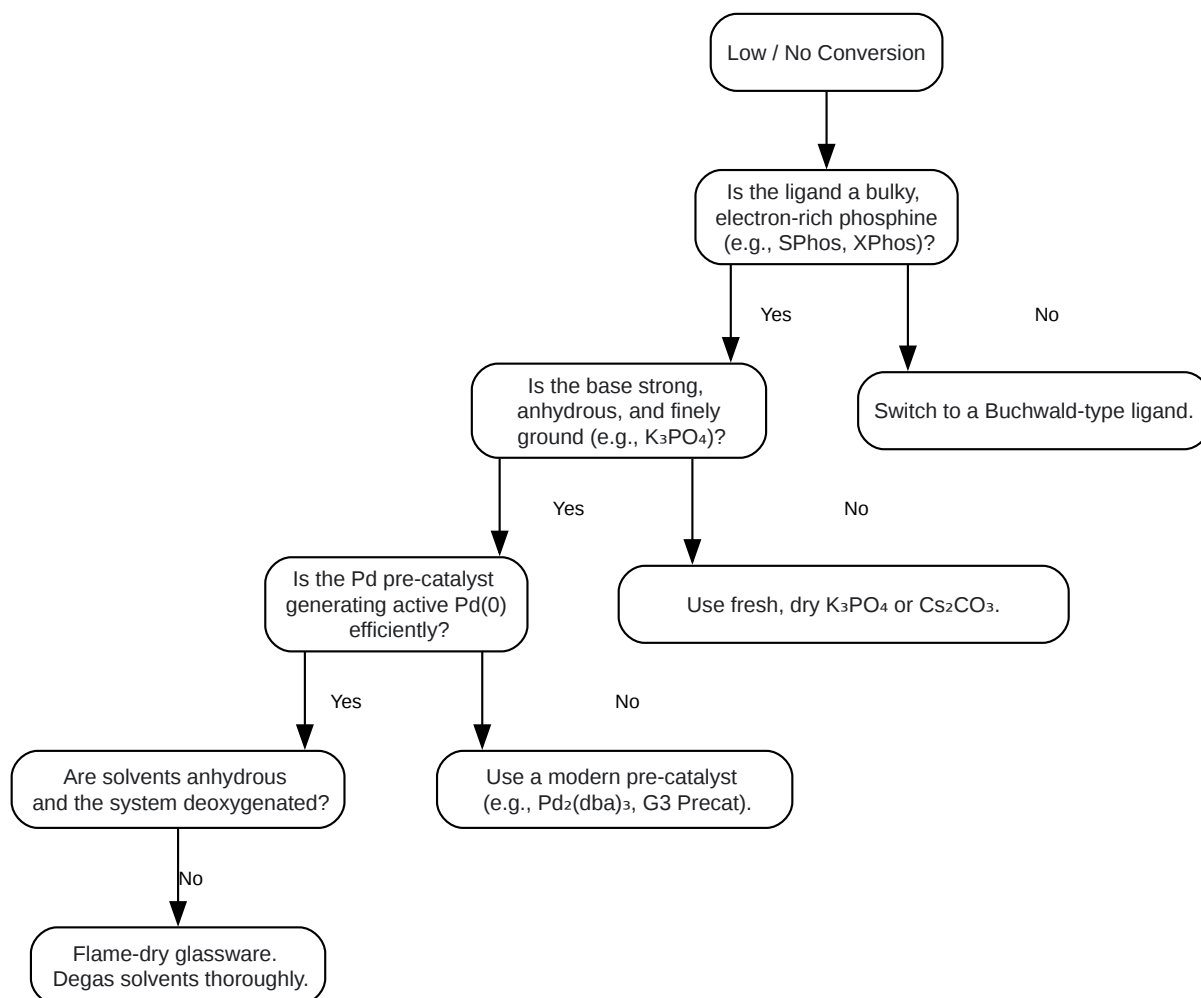 Low / No Conversion
Is the ligand a bulky,
electron-rich phosphine
(e.g., SPhos, XPhos)?
Yes
No
Is the base strong,
anhydrous, and finely
ground (e.g., K₃PO₄)?
Switch to a Buchwald-type ligand.
Yes
No
Is the Pd pre-catalyst
generating active Pd(0)
efficiently?
Use fresh, dry K₃PO₄ or Cs₂CO₃.
Yes
No
Are solvents anhydrous
and the system deoxygenated?
Use a modern pre-catalyst
(e.g., Pd₂(dba)₃, G3 Precat).
No
Flame-dry glassware.
Degas solvents thoroughly.